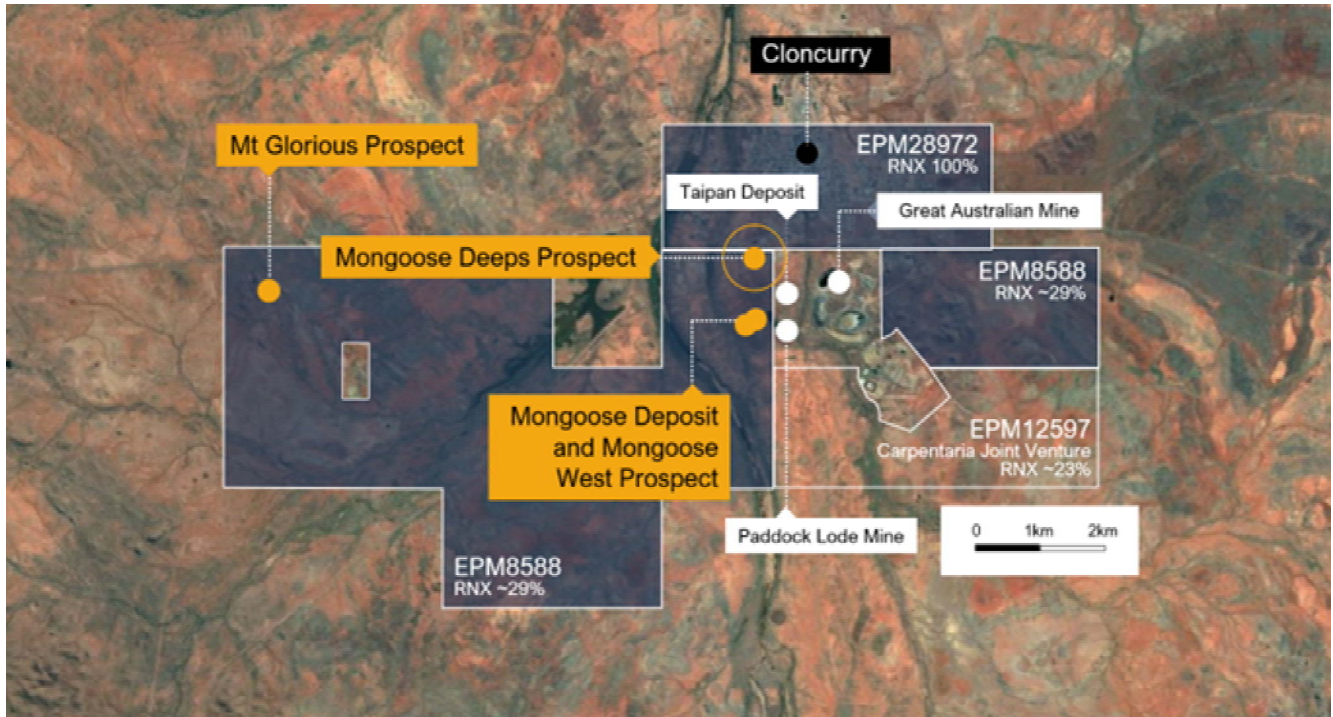 Cloncurry
Mt Glorious Prospect
EPM28972
RNX 100%
Taipan Deposit
Great Australian Mine
Mongoose Deeps Prospect
EPM8588
RNX ~29%
Mongoose Deposit
and Mongoose
West Prospect
EPM12597
Carpentaria Joint Venture
RNX ~23%
Paddock Lode Mine
0 1km 2km
EPM8588
RNX ~29%